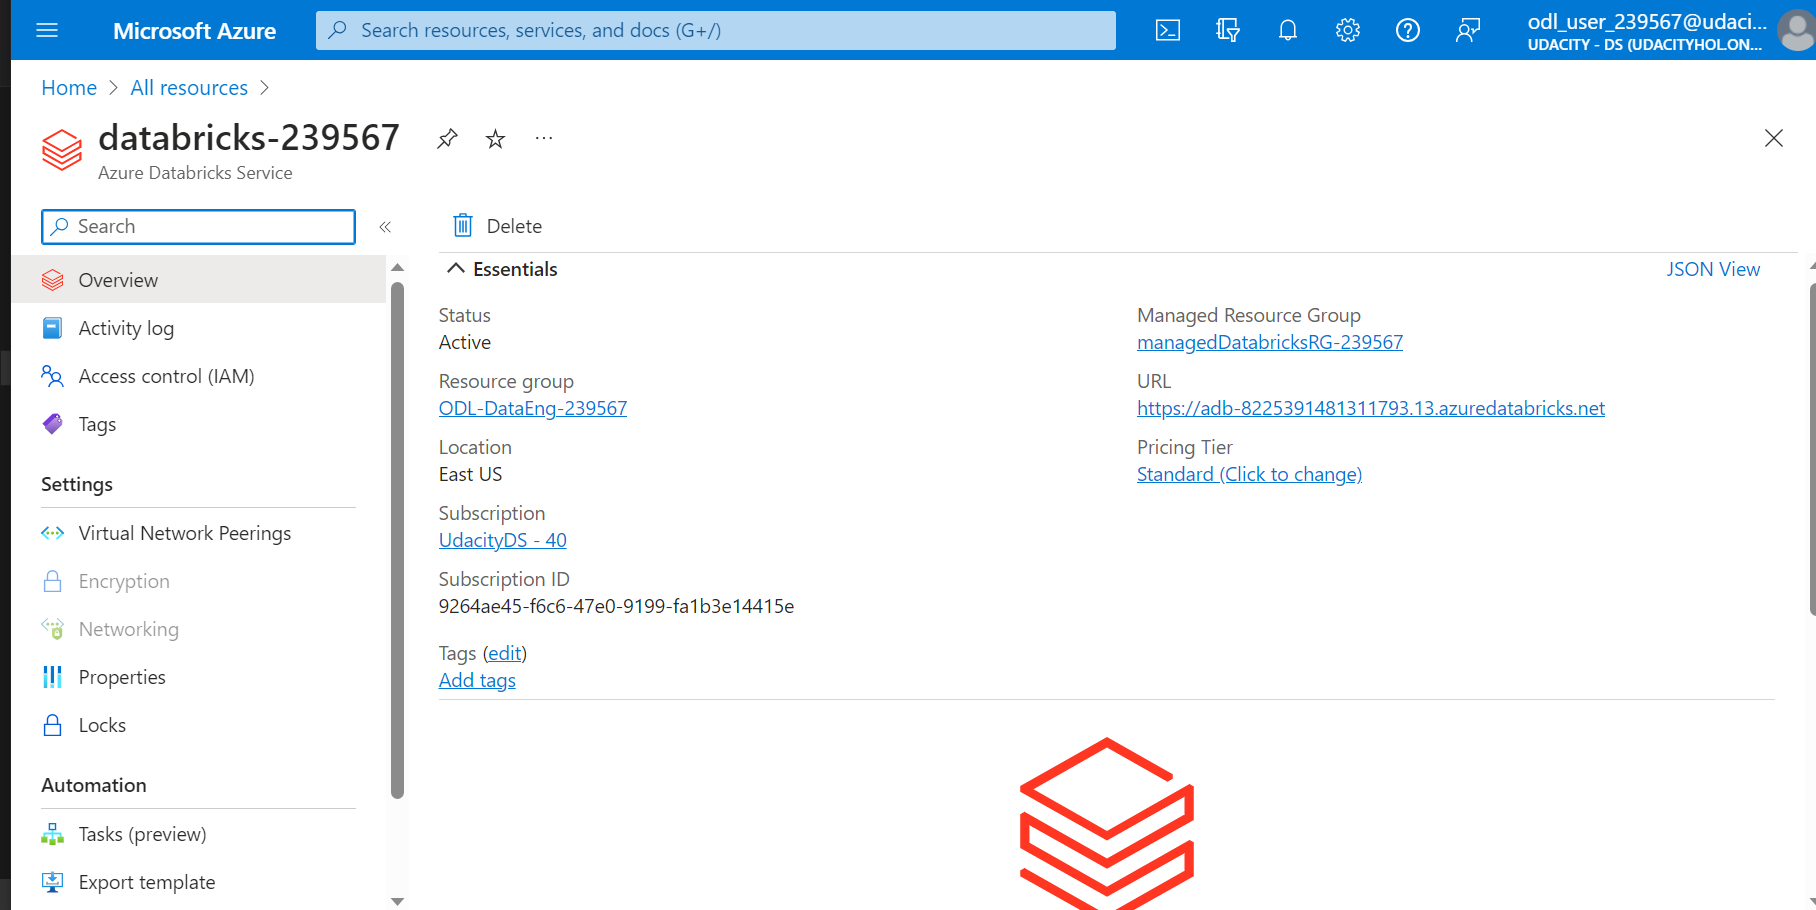 Microsoft Azure
Search resources, services, and docs (G+/)
odl_user_239567@udaci...
UDACITY - DS (UDACITYHOL.ON...
Home > All resources >
databricks-239567
Azure Databricks Service
Search
Overview
Activity log
Access control (IAM)
Tags
Settings
Virtual Network Peerings
Encryption
Networking
Properties
Locks
Automation
Tasks (preview)
Export template
Delete
Essentials
JSON View
Status
Active
Resource group
ODL-DataEng-239567
Location
East US
Subscription
UdacityDS - 40
Subscription ID
9264ae45-f6c6-47e0-9199-fa1b3e14415e
Tags (edit)
Add tags
Managed Resource Group
managedDatabricksRG-239567
URL
https://adb-8225391481311793.13.azuredatabricks.net
Pricing Tier
Standard (Click to change)